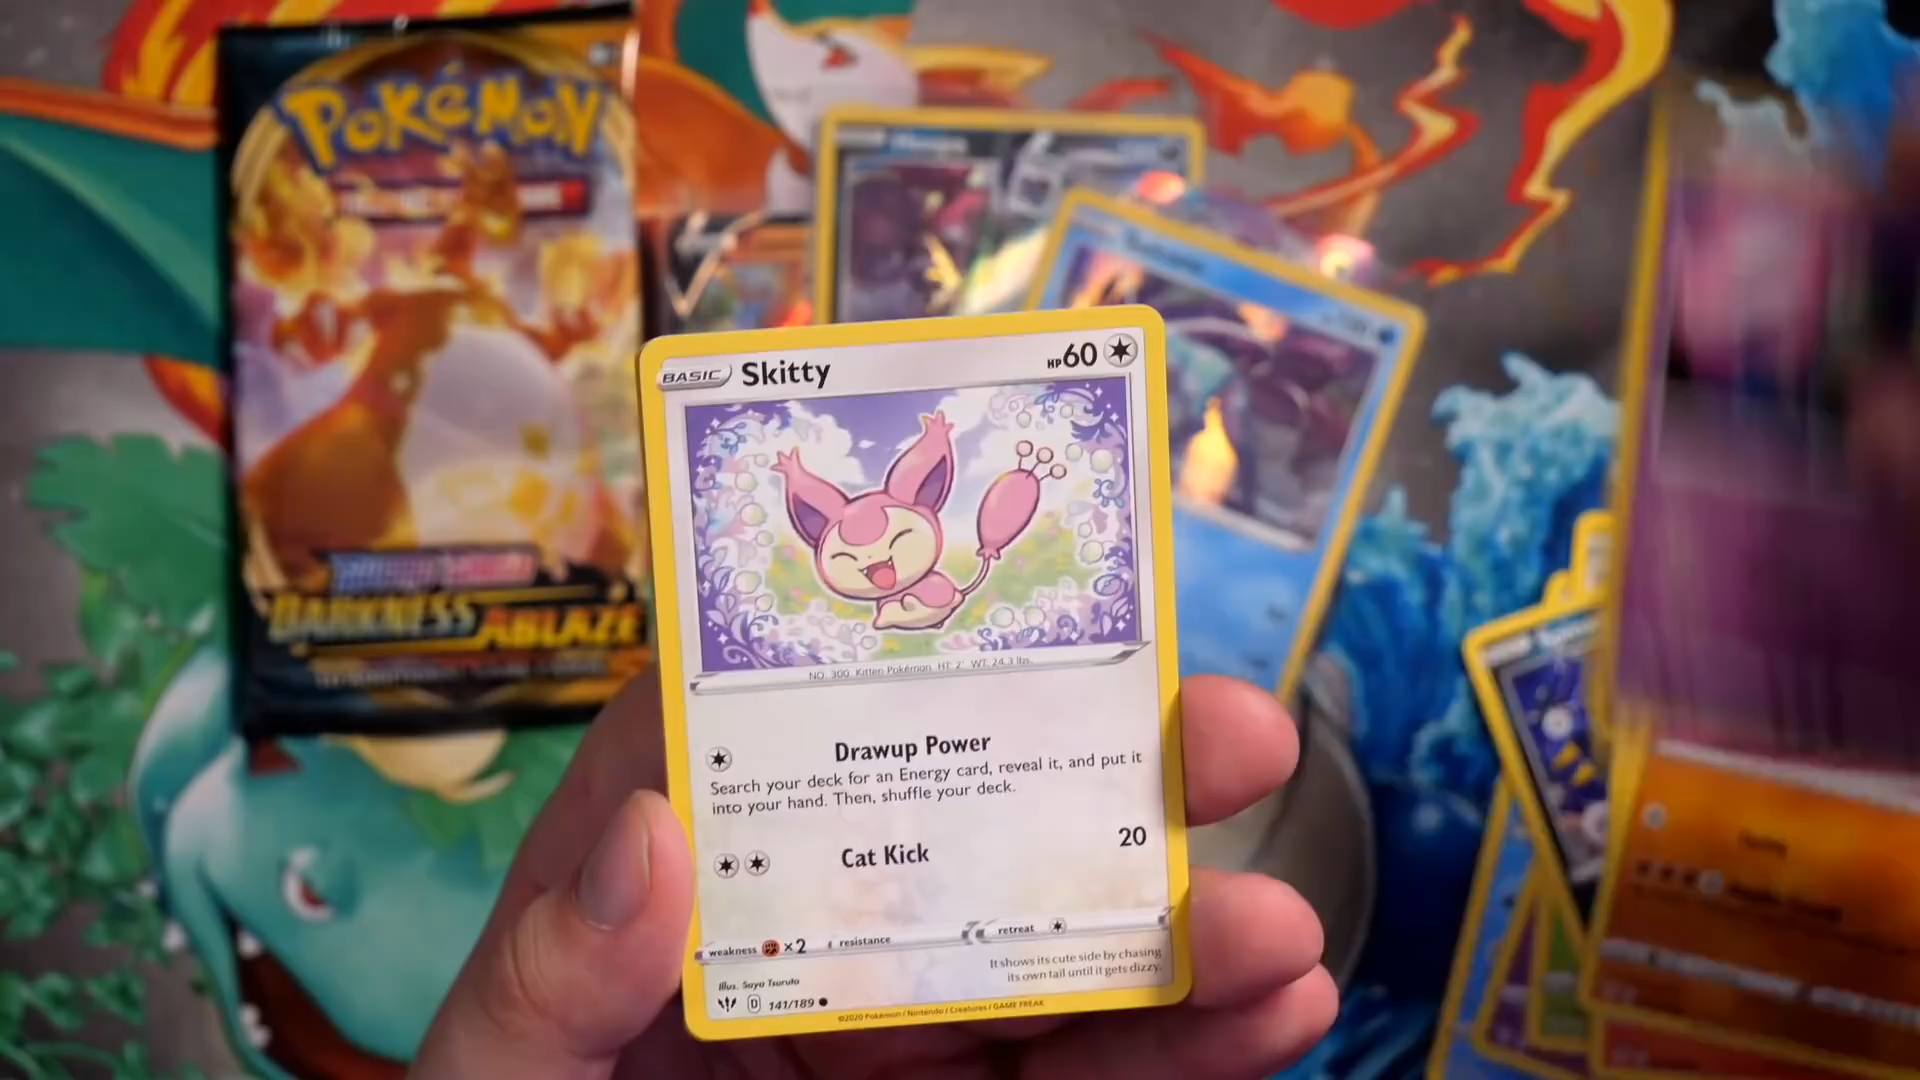 Pokémon
DARKNESS ABLAZE
BASIC Skitty HP60
NO. 300 Kitten Pokémon HT: 2' WT: 24.3 lbs.
Drawup Power
Search your deck for an Energy card, reveal it, and put it
into your hand. Then, shuffle your deck.
Cat Kick 20
weakness ×2 resistance retreat
It shows its cute side by chasing
its own tail until it gets dizzy.
Illus. Saya Tsuruta
D 141/189
©2020 Pokémon / Nintendo / Creatures / GAME FREAK